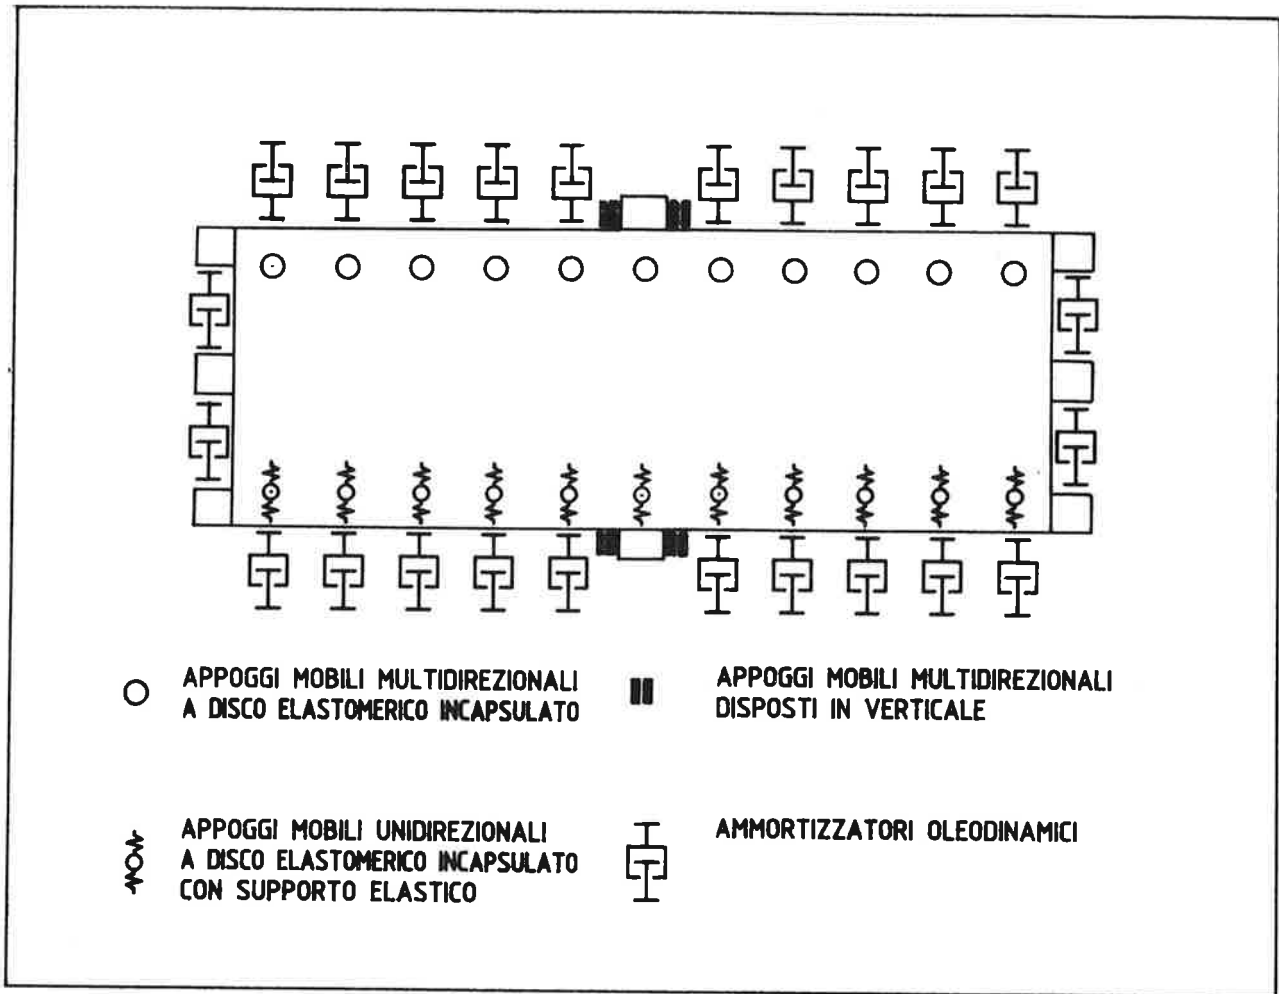 APPOGGI MOBILI MULTIDIREZIONALI
A DISCO ELASTOMERICO INCAPSULATO
APPOGGI MOBILI MULTIDIREZIONALI
DISPOSTI IN VERTICALE
APPOGGI MOBILI UNIDIREZIONALI
A DISCO ELASTOMERICO INCAPSULATO
CON SUPPORTO ELASTICO
AMMORTIZZATORI OLEODINAMICI